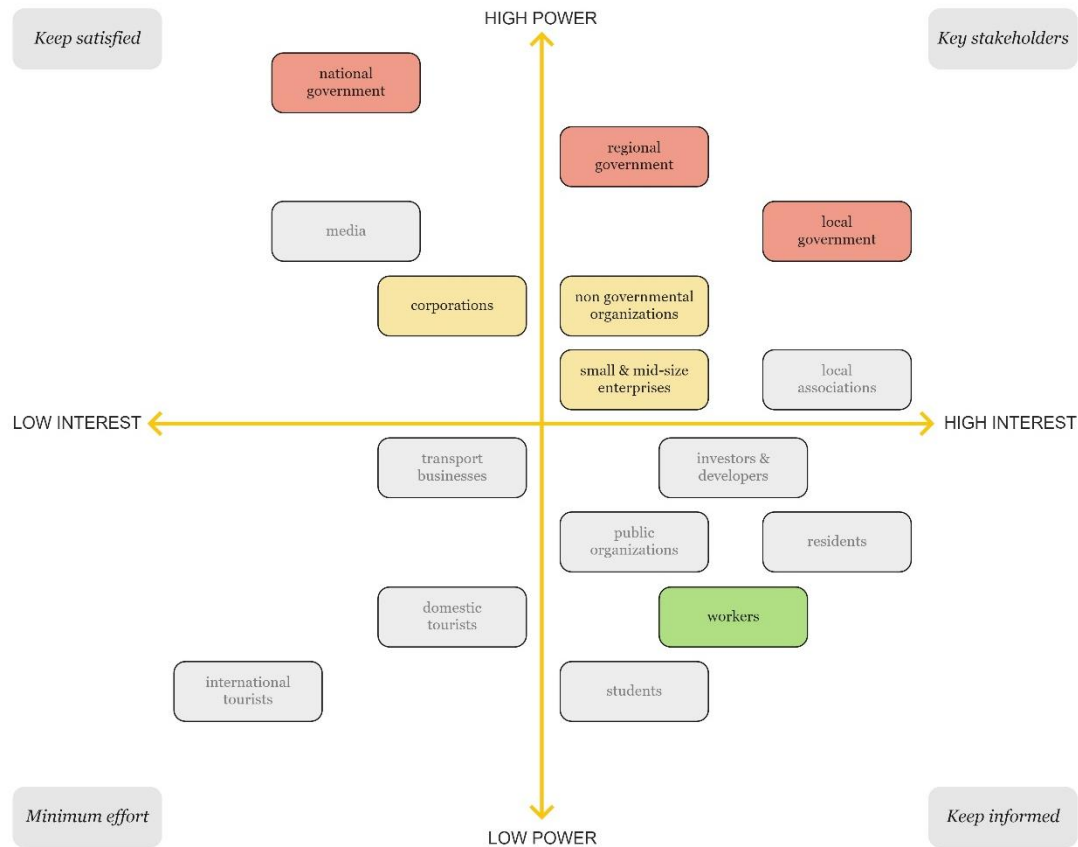 HIGH POWER
Keep satisfied
Key stakeholders
national
government
regional
government
media
local
government
corporations
non governmental
organizations
small & mid-size
enterprises
local
associations
LOW INTEREST
HIGH INTEREST
transport
businesses
investors &
developers
public
organizations
residents
domestic
tourists
workers
international
tourists
students
Minimum effort
Keep informed
LOW POWER